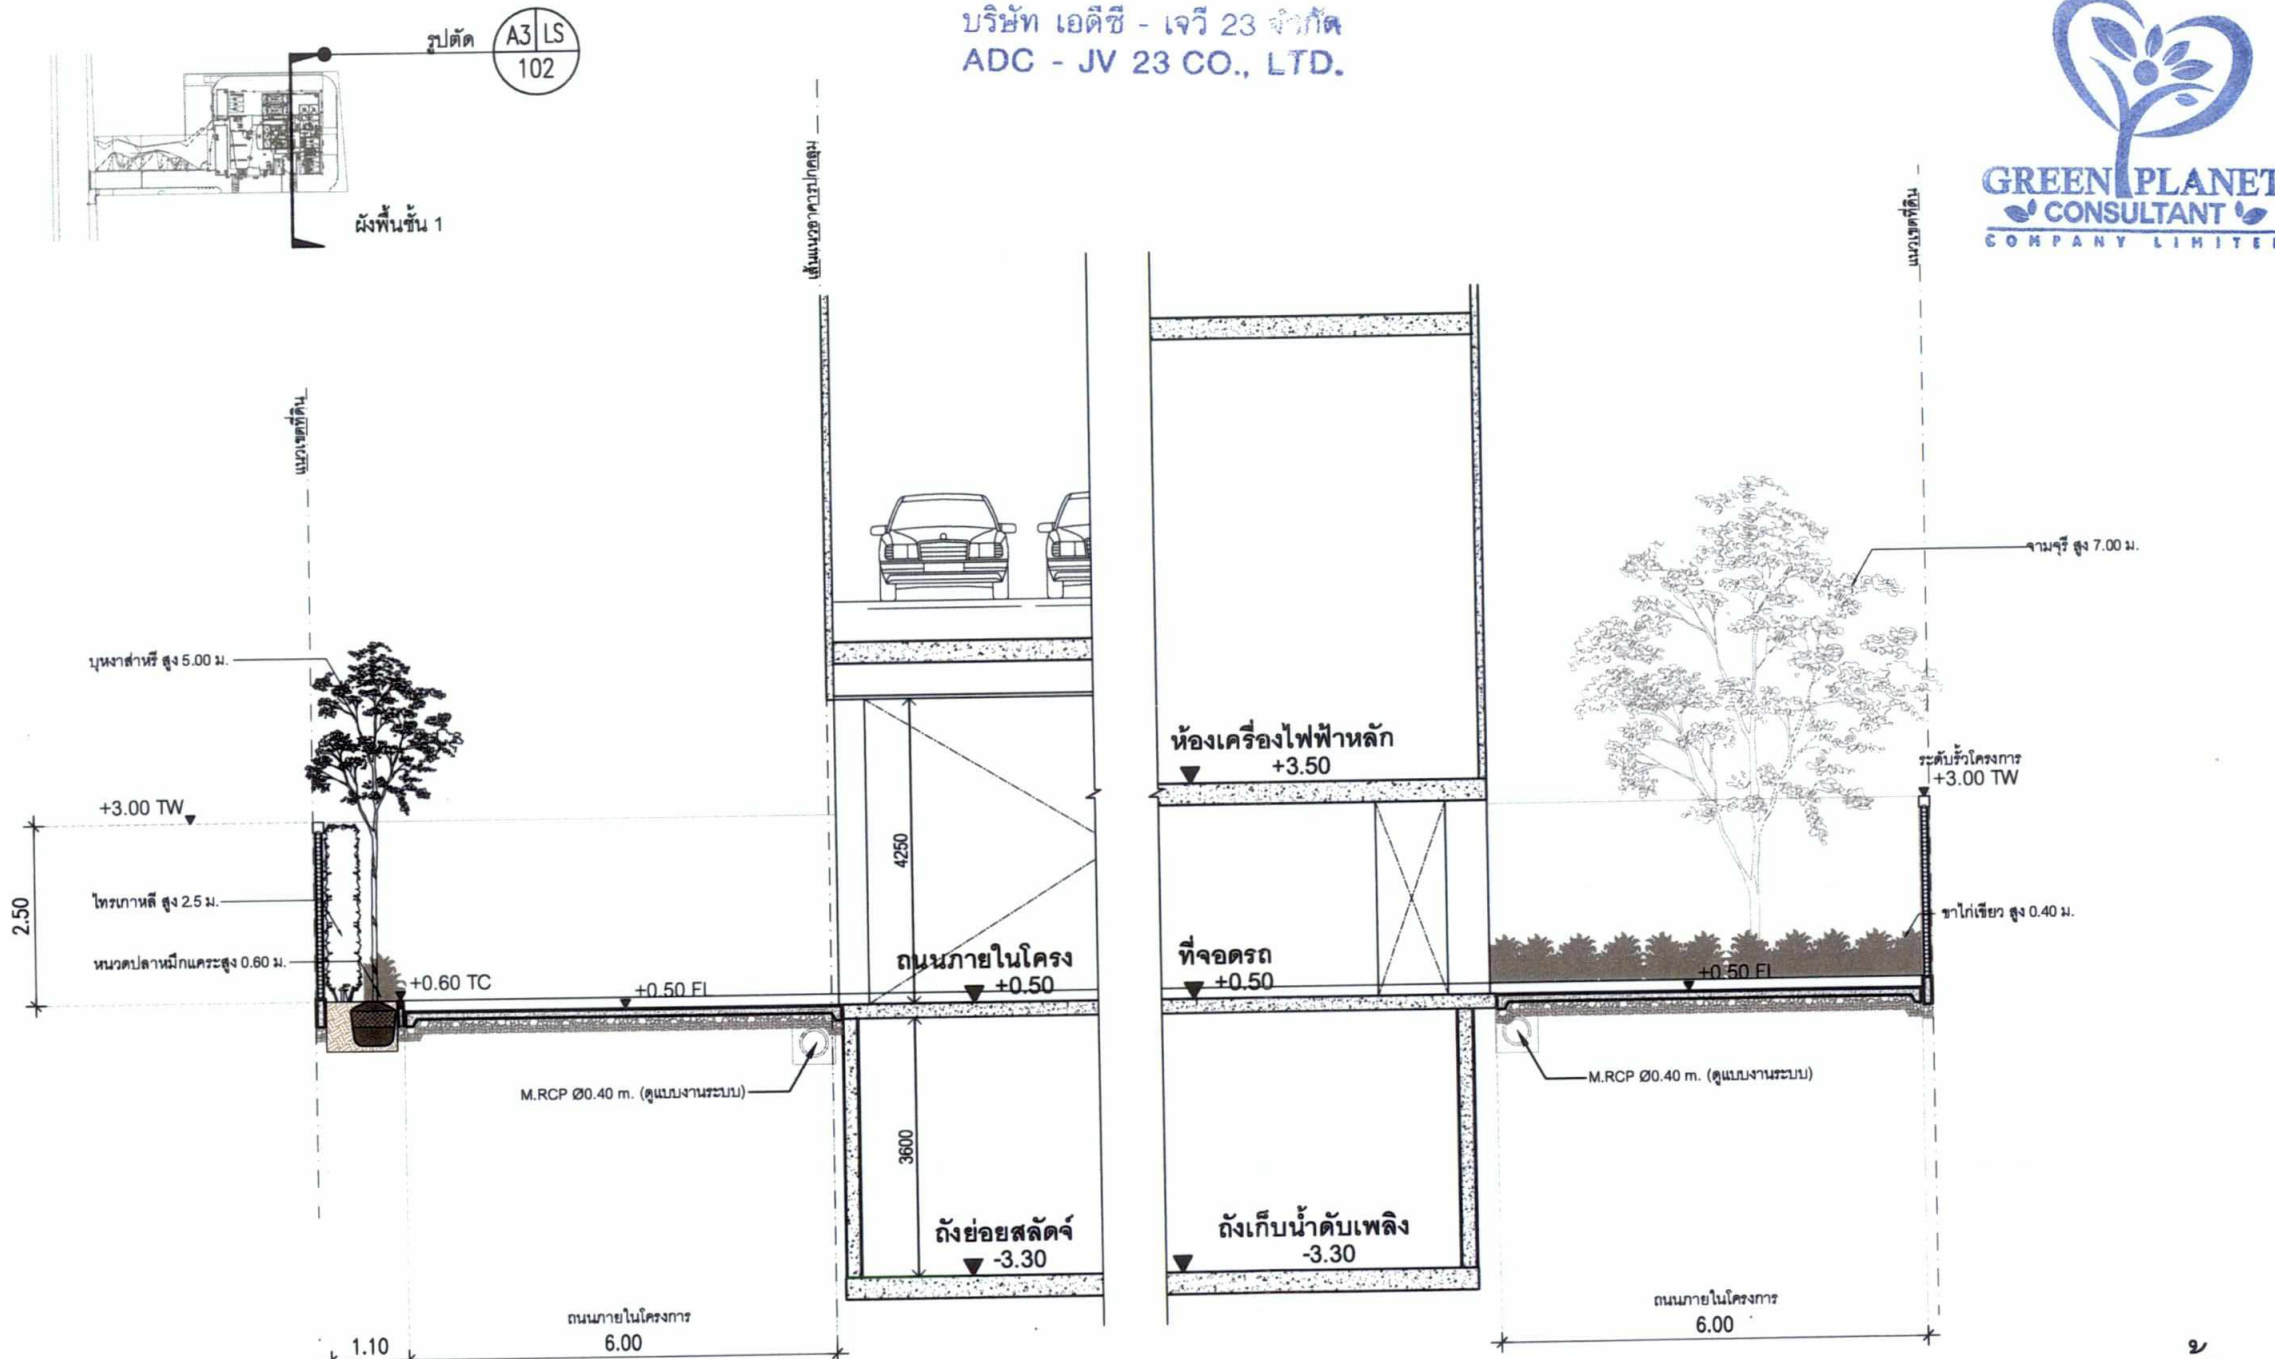 บริษัท เอดีซี - เจวี 23 จำกัด
ADC - JV 23 CO., LTD.
รูปตัด
A3 LS
102
ผังพื้นชั้น 1
GREEN PLANET
CONSULTANT
COMPANY LIMITE
เส้นแนวอาคารปกคลุม
แนวเขตที่ดิน
แนวเขตที่ดิน
จามจุรี สูง 7.00 ม.
บุหงาส่าหรี สูง 5.00 ม.
ห้องเครื่องไฟฟ้าหลัก
+3.50
ระดับรั้วโครงการ
+3.00 TW
+3.00 TW
4250
2.50
ไทรเกาหลี สูง 2.5 ม.
ขาไก่เขียว สูง 0.40 ม.
หนวดปลาหมึกแคระสูง 0.60 ม.
+0.60 TC
+0.50 FL
ถนนภายในโครง
+0.50
ที่จอดรถ
+0.50
+0.50 FL
M.RCP Ø0.40 m. (ดูแบบงานระบบ)
M.RCP Ø0.40 m. (ดูแบบงานระบบ)
3600
ถังย่อยสลัดจ์
-3.30
ถังเก็บน้ำดับเพลิง
-3.30
ถนนภายในโครงการ
6.00
1.10
ถนนภายในโครงการ
6.00